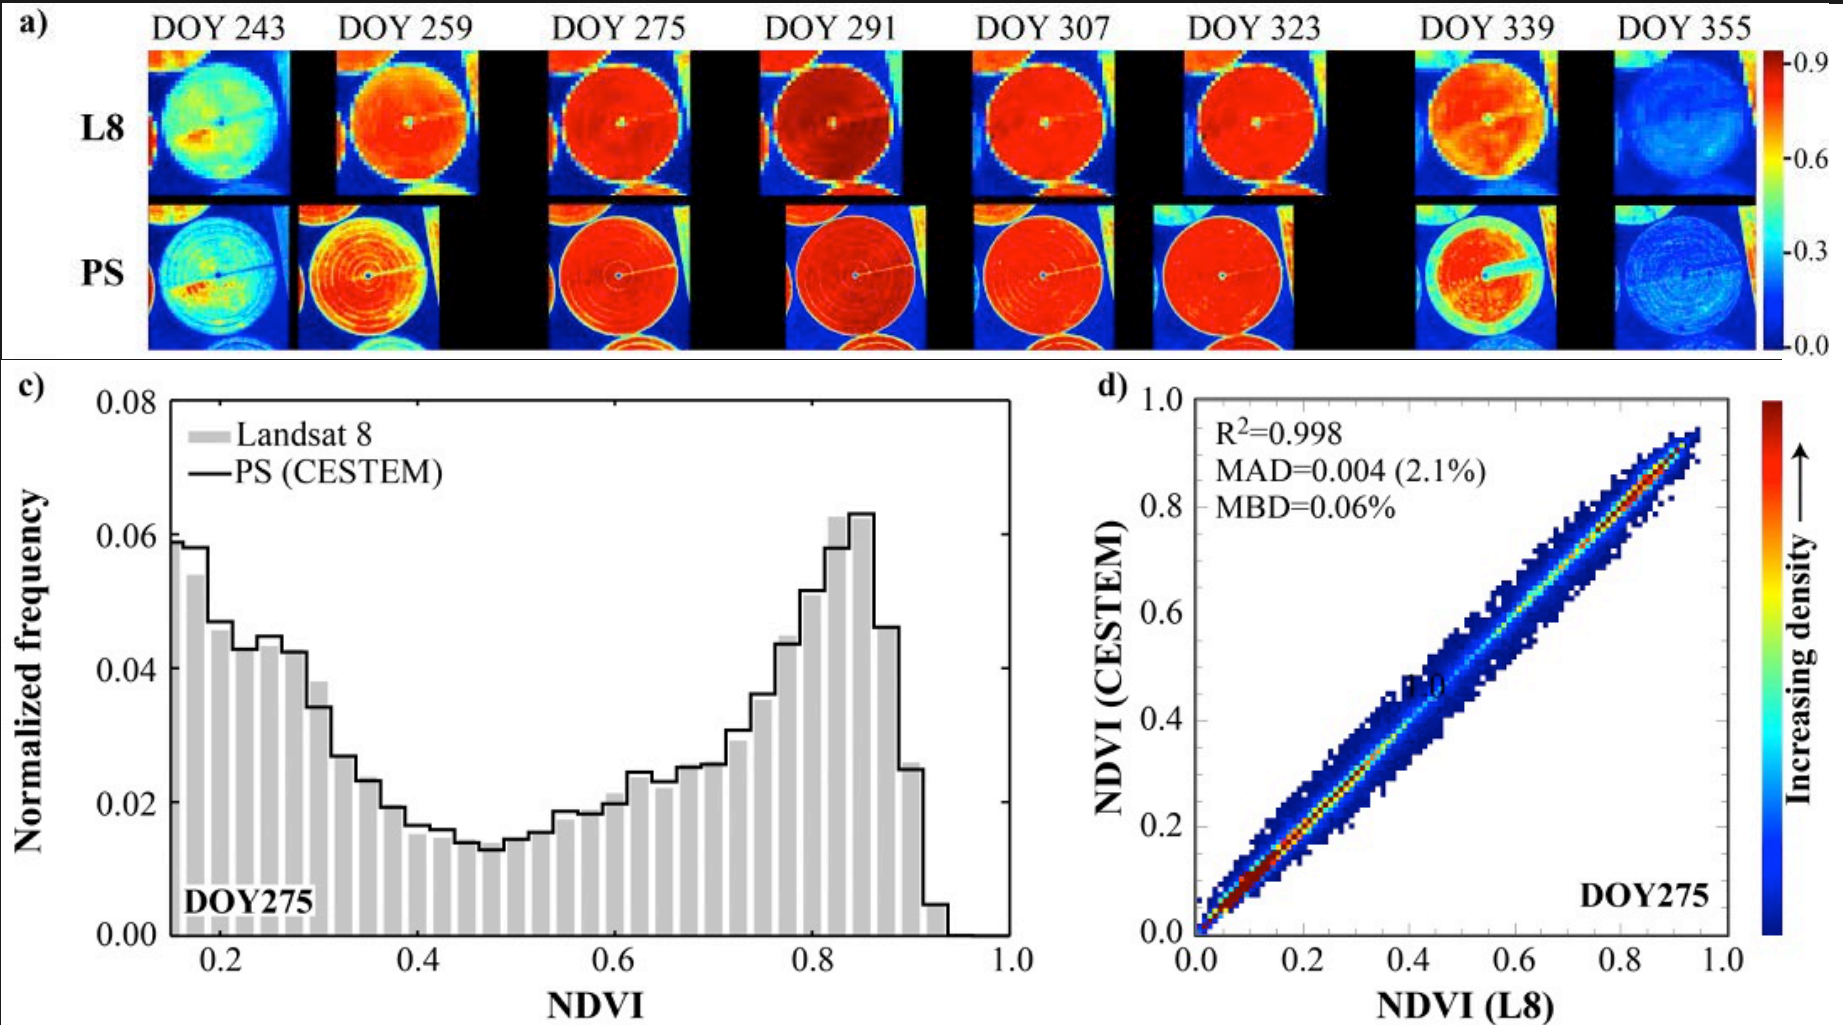 a)
DOY 243 DOY 259 DOY 275 DOY 291 DOY 307 DOY 323 DOY 339 DOY 355
L8
PS
0.9
0.6
0.3
0.0
c)
Normalized frequency
0.08
0.06
0.04
0.02
0.00
Landsat 8
PS (CESTEM)
DOY275
0.2 0.4 0.6 0.8 1.0
NDVI
d)
NDVI (CESTEM)
1.0
0.8
0.6
0.4
0.2
0.0
R²=0.998
MAD=0.004 (2.1%)
MBD=0.06%
1.0
DOY275
0.0 0.2 0.4 0.6 0.8 1.0
NDVI (L8)
Increasing density